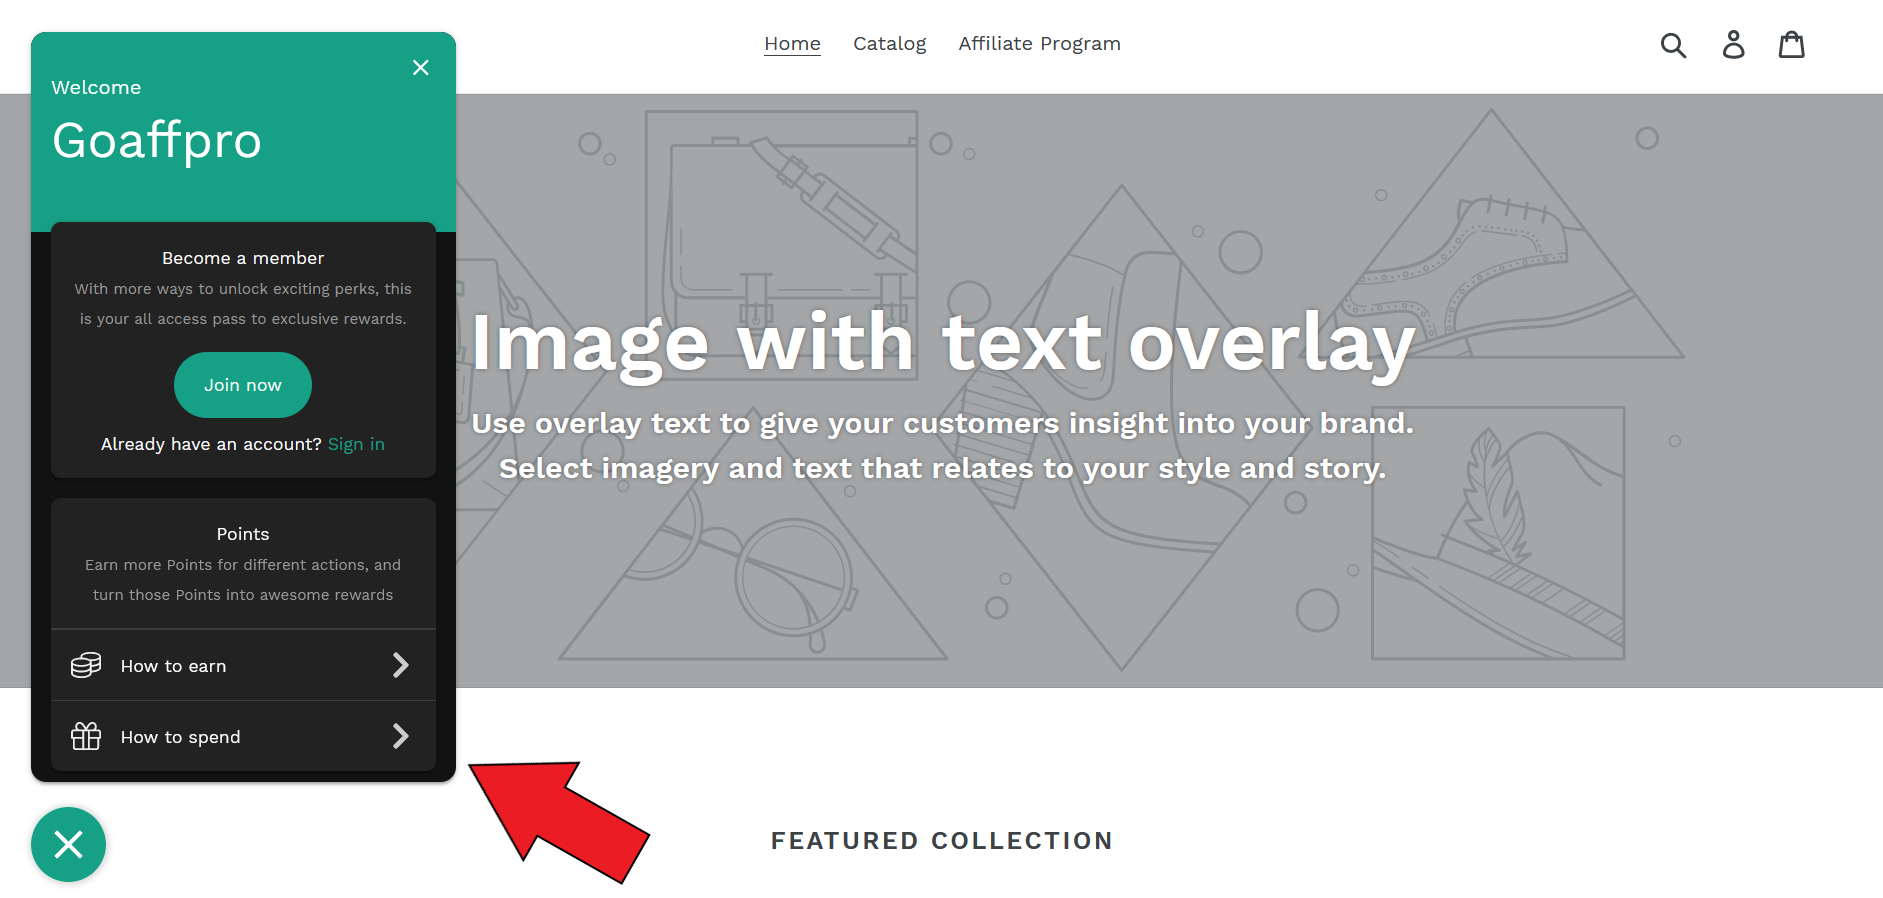 Home Catalog Affiliate Program
Welcome
Goaffpro
Become a member
With more ways to unlock exciting perks, this
is your all access pass to exclusive rewards.
Join now
Already have an account? Sign in
Points
Earn more Points for different actions, and
turn those Points into awesome rewards
How to earn
How to spend
Image with text overlay
Use overlay text to give your customers insight into your brand.
Select imagery and text that relates to your style and story.
FEATURED COLLECTION